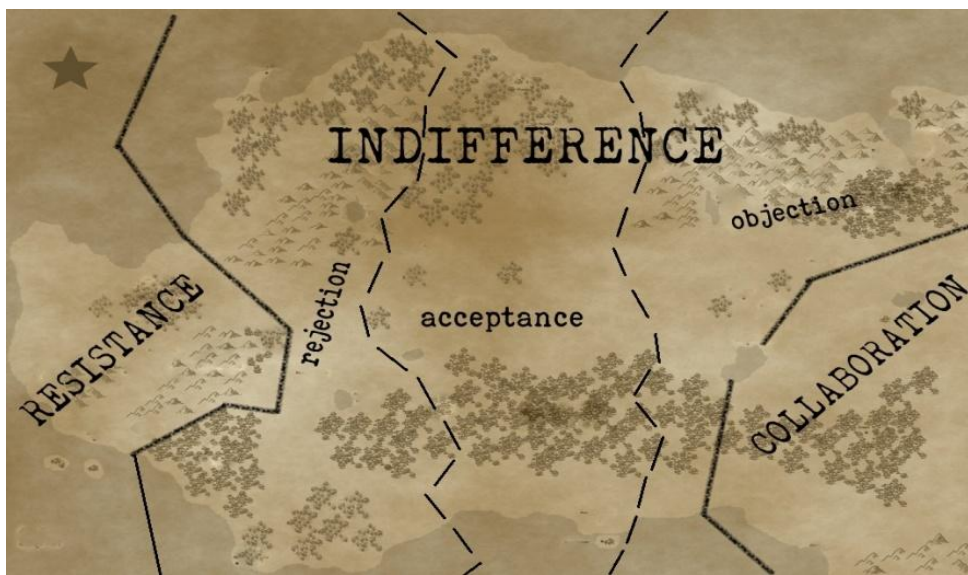 INDIFFERENCE
objection
RESISTANCE
rejection
acceptance
COLLABORATION